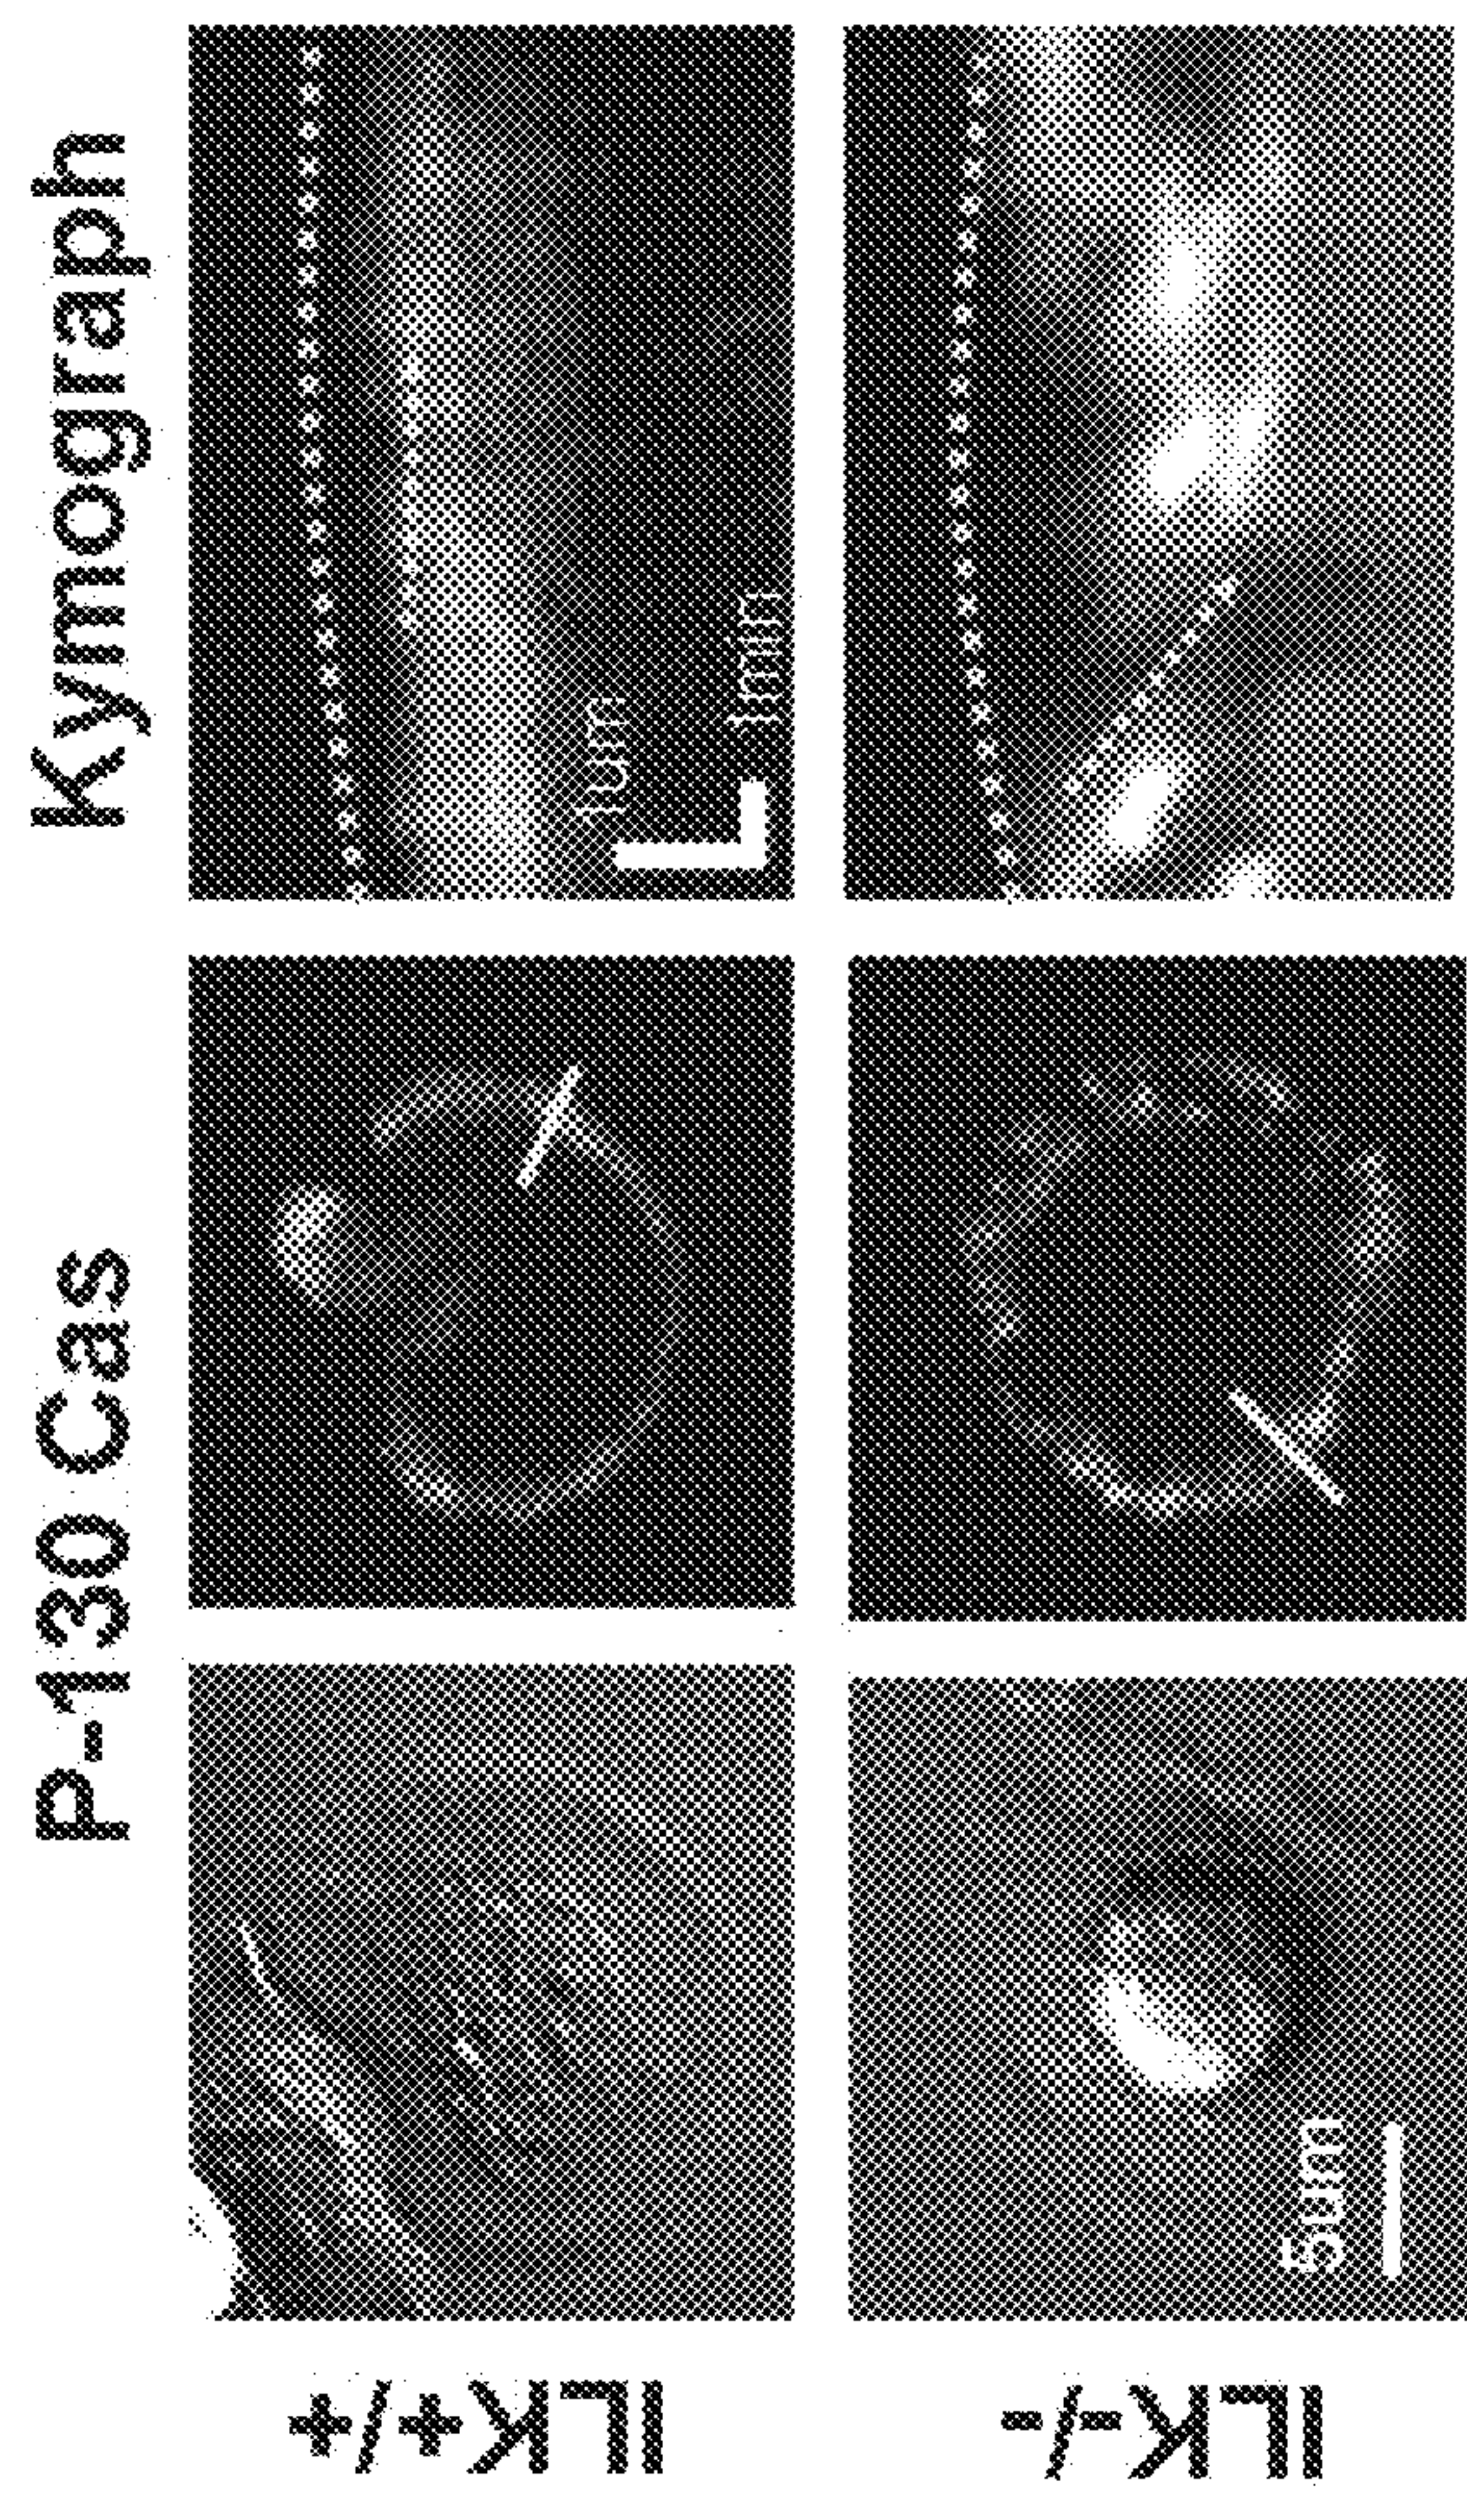 P-130 Cas
Kymograph
ILK+/+
1um
1min
ILK-/-
5um